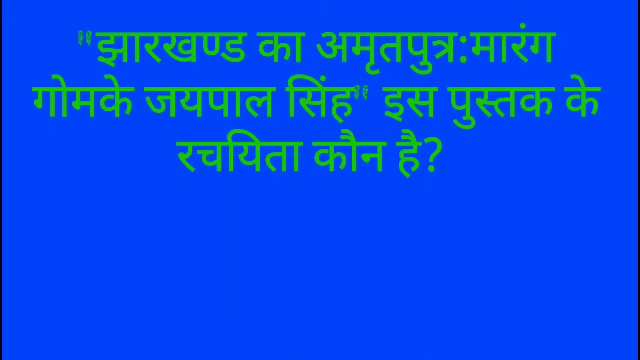 "झारखण्ड का अमृतपुत्र:मारंग
गोमके जयपाल सिंह" इस पुस्तक के
रचयिता कौन है?